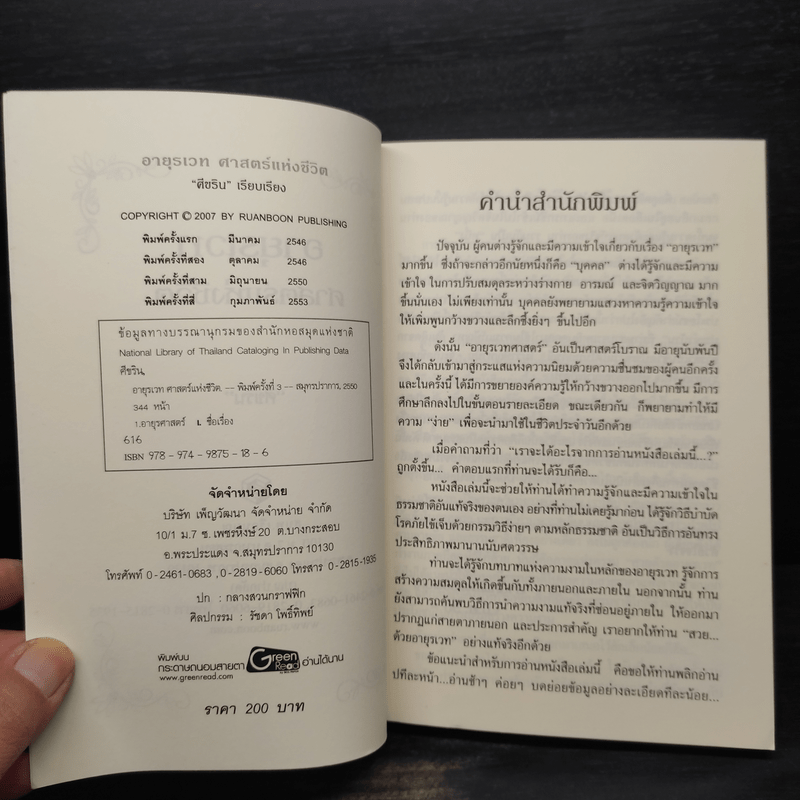 อายุรเวท ศาสตร์แห่งชีวิต
"ศีขริน" เรียบเรียง
COPYRIGHT © 2007 BY RUANBOON PUBLISHING
พิมพ์ครั้งแรก มีนาคม 2546
พิมพ์ครั้งที่สอง ตุลาคม 2546
พิมพ์ครั้งที่สาม มิถุนายน 2550
พิมพ์ครั้งที่สี่ กุมภาพันธ์ 2553
ข้อมูลทางบรรณานุกรมของสำนักหอสมุดแห่งชาติ
National Library of Thailand Cataloging in Publishing Data
ศีขริน,
อายุรเวท ศาสตร์แห่งชีวิต. -- พิมพ์ครั้งที่ 3 -- สมุทรปราการ, 2550
344 หน้า
1.อายุรศาสตร์ I. ชื่อเรื่อง
616
ISBN 978 - 974 - 9875 - 18 - 6
จัดจำหน่ายโดย
บริษัท เพ็ญวัฒนา จัดจำหน่าย จำกัด
10/1 ม.7 ซ.เพชรหึงษ์ 20 ต.บางกระสอบ
อ.พระประแดง จ.สมุทรปราการ 10130
โทรศัพท์ 0-2461-0683 ,0-2819-6060 โทรสาร 0-2815-1935
ปก : กลางสวนกราฟฟิก
ศิลปกรรม : รัชดา โพธิ์ทิพย์
พิมพ์บน
กระดาษถนอมสายตา Green Read อ่านได้นาน
www.greenread.com
ราคา 200 บาท
คำนำสำนักพิมพ์
ปัจจุบัน ผู้คนต่างรู้จักและมีความเข้าใจเกี่ยวกับเรื่อง "อายุรเวท"
มากขึ้น ซึ่งถ้าจะกล่าวอีกนัยหนึ่งก็คือ "บุคคล" ต่างได้รู้จักและมีความ
เข้าใจ ในการปรับสมดุลระหว่างร่างกาย อารมณ์ และจิตวิญญาณ มาก
ขึ้นนั่นเอง ไม่เพียงเท่านั้น บุคคลยังพยายามแสวงหาความรู้ความเข้าใจ
ให้เพิ่มพูนกว้างขวางและลึกซึ้งยิ่งๆ ขึ้นไปอีก
ดังนั้น "อายุรเวทศาสตร์" อันเป็นศาสตร์โบราณ มีอายุนับพันปี
จึงได้กลับเข้ามาสู่กระแสแห่งความนิยมด้วยความชื่นชมของผู้คนอีกครั้ง
และในครั้งนี้ ได้มีการขยายองค์ความรู้ให้กว้างขวางออกไปมากขึ้น มีการ
ศึกษาลึกลงไปในขั้นตอนรายละเอียด ขณะเดียวกัน ก็พยายามทำให้มี
ความ "ง่าย" เพื่อจะนำมาใช้ในชีวิตประจำวันอีกด้วย
เมื่อคำถามที่ว่า "เราจะได้อะไรจากการอ่านหนังสือเล่มนี้...?"
ถูกตั้งขึ้น... คำตอบแรกที่ท่านจะได้รับก็คือ...
หนังสือเล่มนี้จะช่วยให้ท่านได้ทำความรู้จักและมีความเข้าใจใน
ธรรมชาติอันแท้จริงของตนเอง อย่างที่ท่านไม่เคยรู้มาก่อน ได้รู้จักวิธีบำบัด
โรคภัยไข้เจ็บด้วยกรรมวิธีง่ายๆ ตามหลักธรรมชาติ อันเป็นวิธีการอันทรง
ประสิทธิภาพมานานนับศตวรรษ
ท่านจะได้รู้จักบทบาทแห่งความงามในหลักของอายุรเวท รู้จักการ
สร้างความสมดุลให้เกิดขึ้นกับทั้งภายนอกและภายใน นอกจากนั้น ท่าน
ยังสามารถค้นพบวิธีการนำความงามแท้จริงที่ซ่อนอยู่ภายใน ให้ออกมา
ปรากฏแก่สายตาภายนอก และประการสำคัญ เราอยากให้ท่าน "สวย...
ด้วยอายุรเวท" อย่างแท้จริงอีกด้วย
ข้อแนะนำสำหรับการอ่านหนังสือเล่มนี้ คือขอให้ท่านพลิกอ่าน
ปทีละหน้า...อ่านช้าๆ ค่อยๆ บดย่อยข้อมูลอย่างละเอียดทีละน้อย...